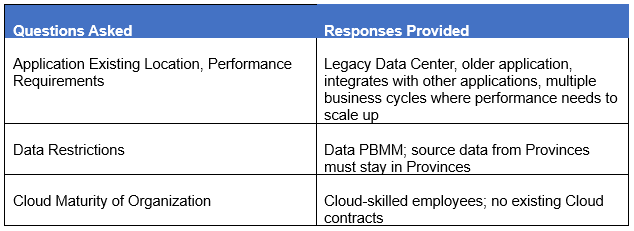 Questions Asked
Responses Provided
Application Existing Location, Performance
Requirements
Legacy Data Center, older application,
integrates with other applications, multiple
business cycles where performance needs to
scale up
Data Restrictions
Data PBMM; source data from Provinces
must stay in Provinces
Cloud Maturity of Organization
Cloud-skilled employees; no existing Cloud
contracts